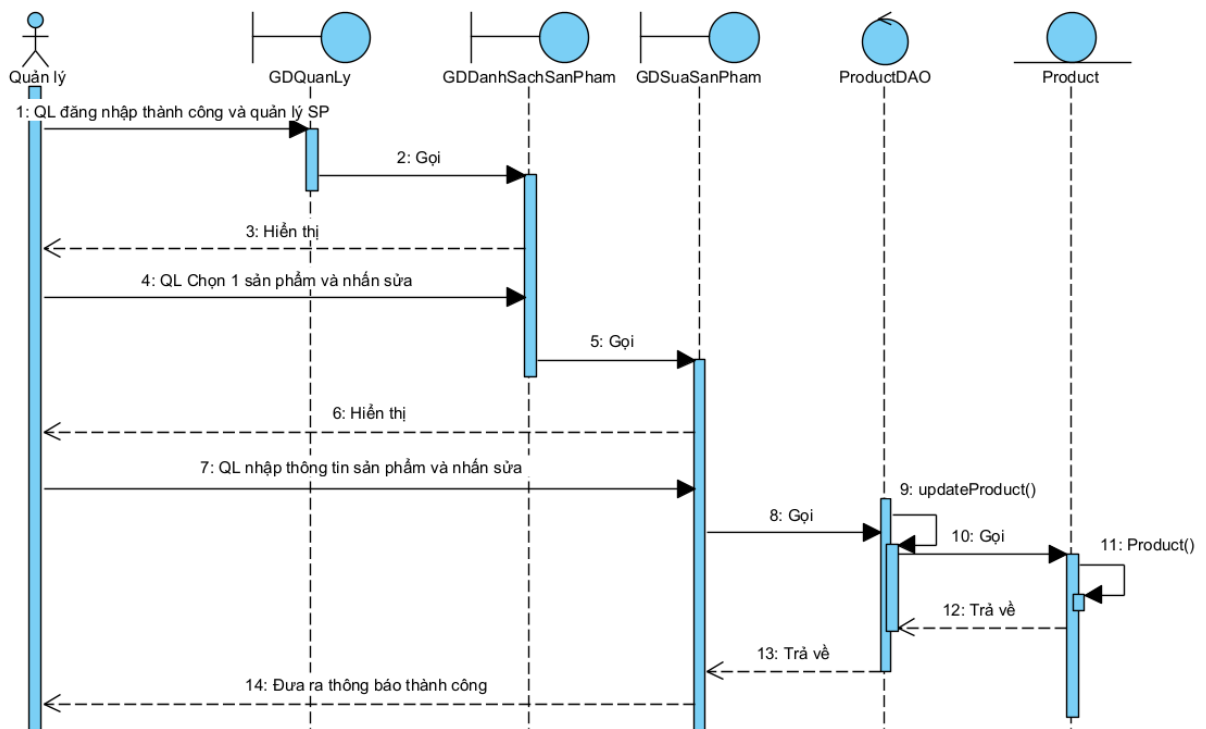 Quản lý
GDQuanLy
GDDanhSachSanPham
GDSuaSanPham
ProductDAO
Product
1: QL đăng nhập thành công và quản lý SP
2: Gọi
3: Hiển thị
4: QL Chọn 1 sản phẩm và nhấn sửa
5: Gọi
6: Hiển thị
7: QL nhập thông tin sản phẩm và nhấn sửa
8: Gọi
9: updateProduct()
10: Gọi
11: Product()
12: Trả về
13: Trả về
14: Đưa ra thông báo thành công